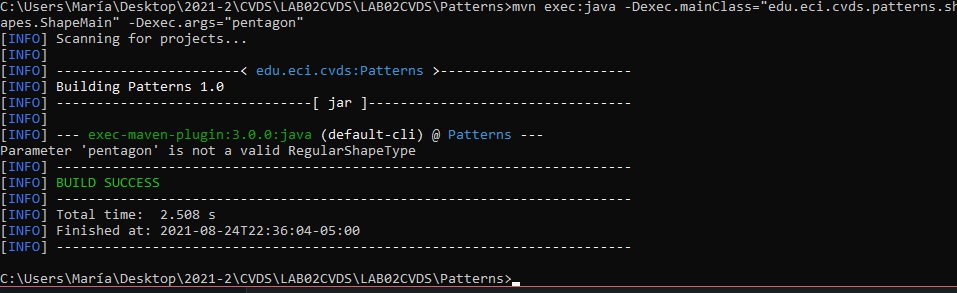 C:\Users\María\Desktop\2021-2\CVDS\LAB02CVDS\LAB02CVDS\Patterns>mvn exec:java -Dexec.mainClass="edu.eci.cvds.patterns.sh
apes.ShapeMain" -Dexec.args="pentagon"
[INFO] Scanning for projects...
[INFO]
[INFO] -----------------------< edu.eci.cvds:Patterns >------------------------
[INFO] Building Patterns 1.0
[INFO] --------------------------------[ jar ]---------------------------------
[INFO]
[INFO] --- exec-maven-plugin:3.0.0:java (default-cli) @ Patterns ---
Parameter 'pentagon' is not a valid RegularShapeType
[INFO] ------------------------------------------------------------------------
[INFO] BUILD SUCCESS
[INFO] ------------------------------------------------------------------------
[INFO] Total time:  2.508 s
[INFO] Finished at: 2021-08-24T22:36:04-05:00
[INFO] ------------------------------------------------------------------------
C:\Users\María\Desktop\2021-2\CVDS\LAB02CVDS\LAB02CVDS\Patterns>